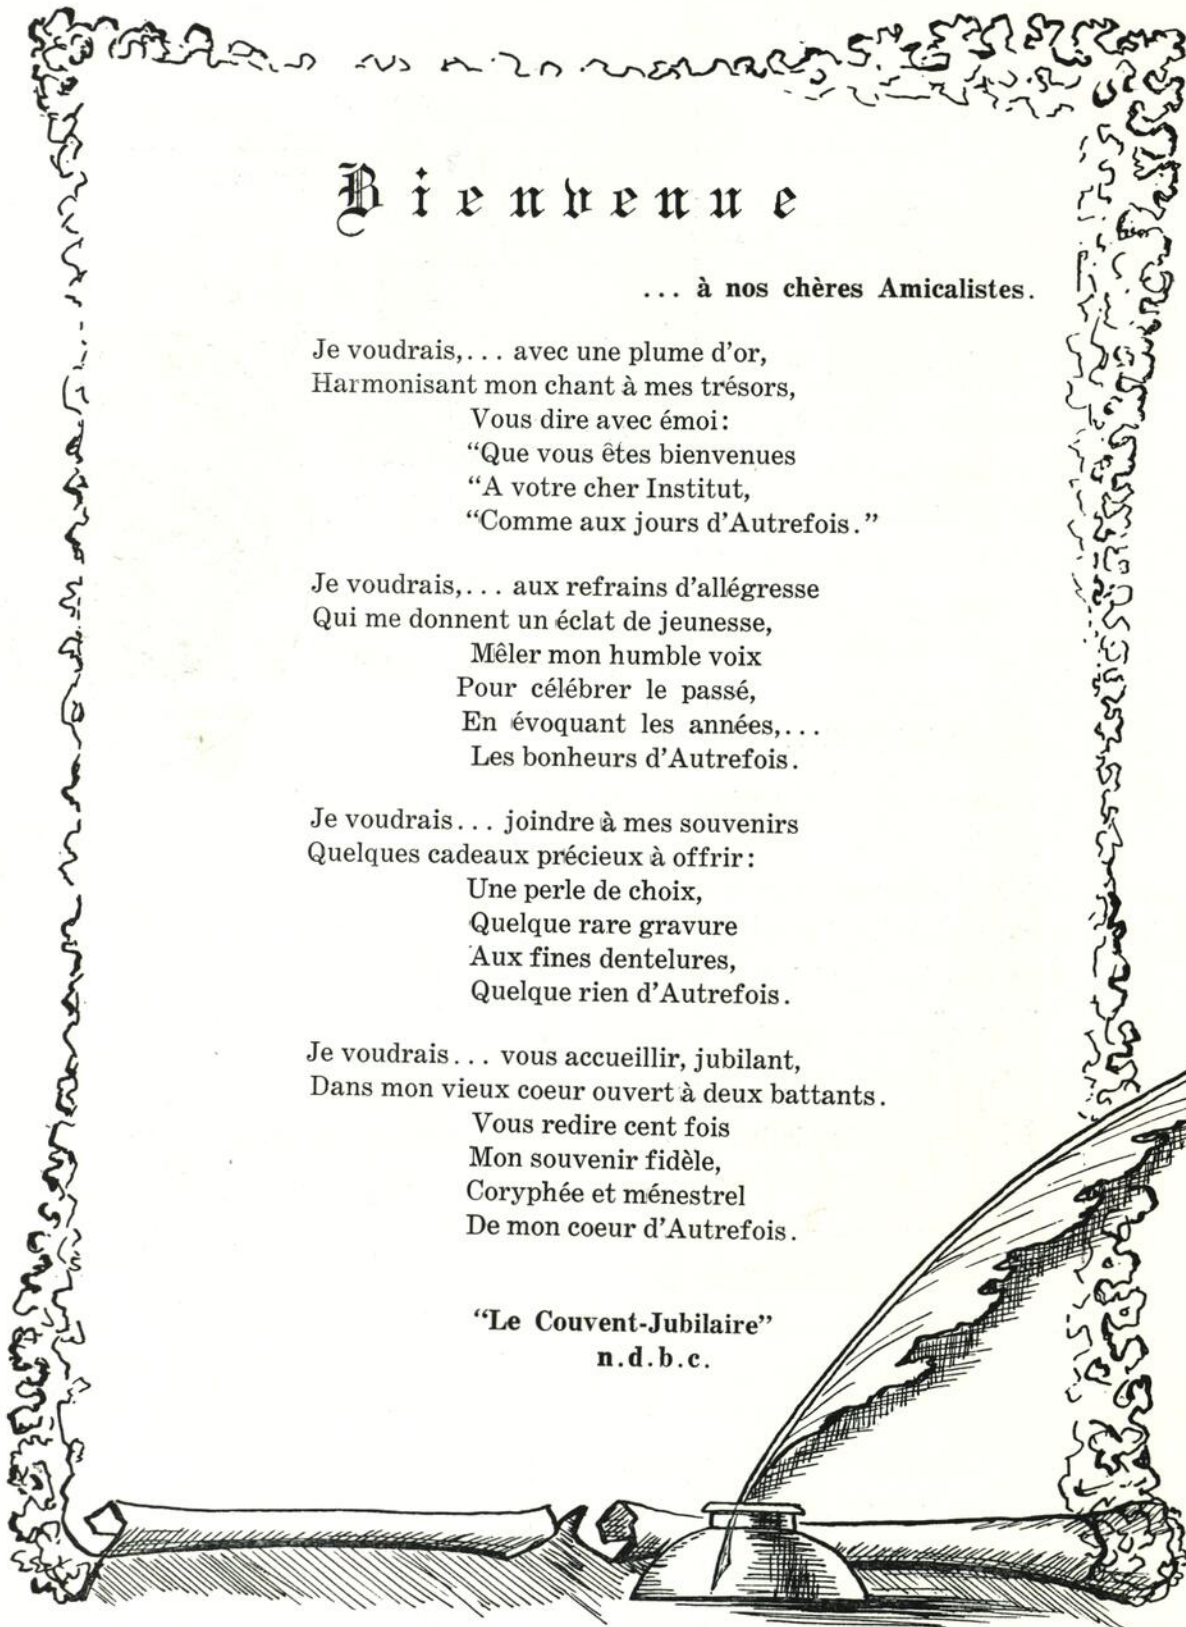 Bienvenue
... à nos chères Amicalistes.
Je voudrais,... avec une plume d'or,
Harmonisant mon chant à mes trésors,
Vous dire avec émoi:
“Que vous êtes bienvenues
“A votre cher Institut,
“Comme aux jours d'Autrefois.”
Je voudrais,... aux refrains d'allégresse
Qui me donnent un éclat de jeunesse,
Mêler mon humble voix
Pour célébrer le passé,
En évoquant les années,...
Les bonheurs d'Autrefois.
Je voudrais... joindre à mes souvenirs
Quelques cadeaux précieux à offrir:
Une perle de choix,
Quelque rare gravure
Aux fines dentelures,
Quelque rien d'Autrefois.
Je voudrais... vous accueillir, jubilant,
Dans mon vieux coeur ouvert à deux battants.
Vous redire cent fois
Mon souvenir fidèle,
Coryphée et ménestrel
De mon coeur d'Autrefois.
“Le Couvent-Jubilaire”
n.d.b.c.